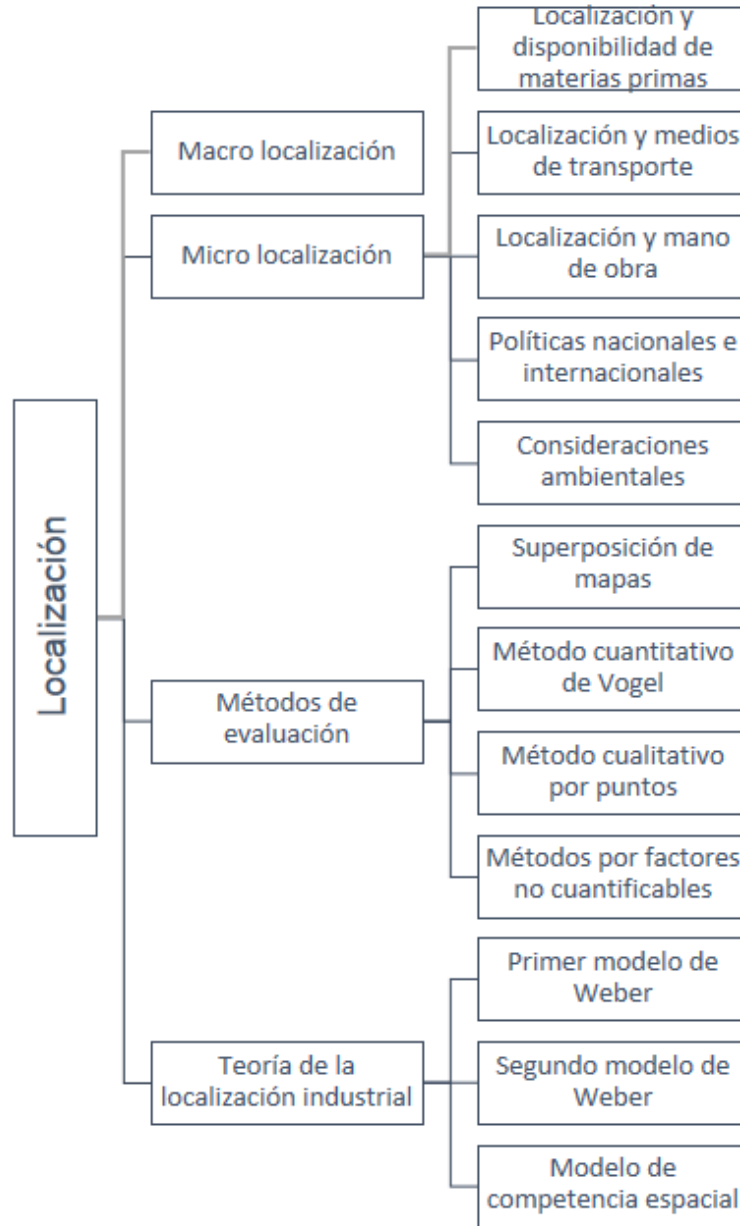 Localización
Macro localización
Micro localización
Localización y
disponibilidad de
materias primas
Localización y medios
de transporte
Localización y mano
de obra
Políticas nacionales e
internacionales
Consideraciones
ambientales
Métodos de
evaluación
Superposición de
mapas
Método cuantitativo
de Vogel
Método cualitativo
por puntos
Métodos por factores
no cuantificables
Teoría de la
localización industrial
Primer modelo de
Weber
Segundo modelo de
Weber
Modelo de
competencia espacial